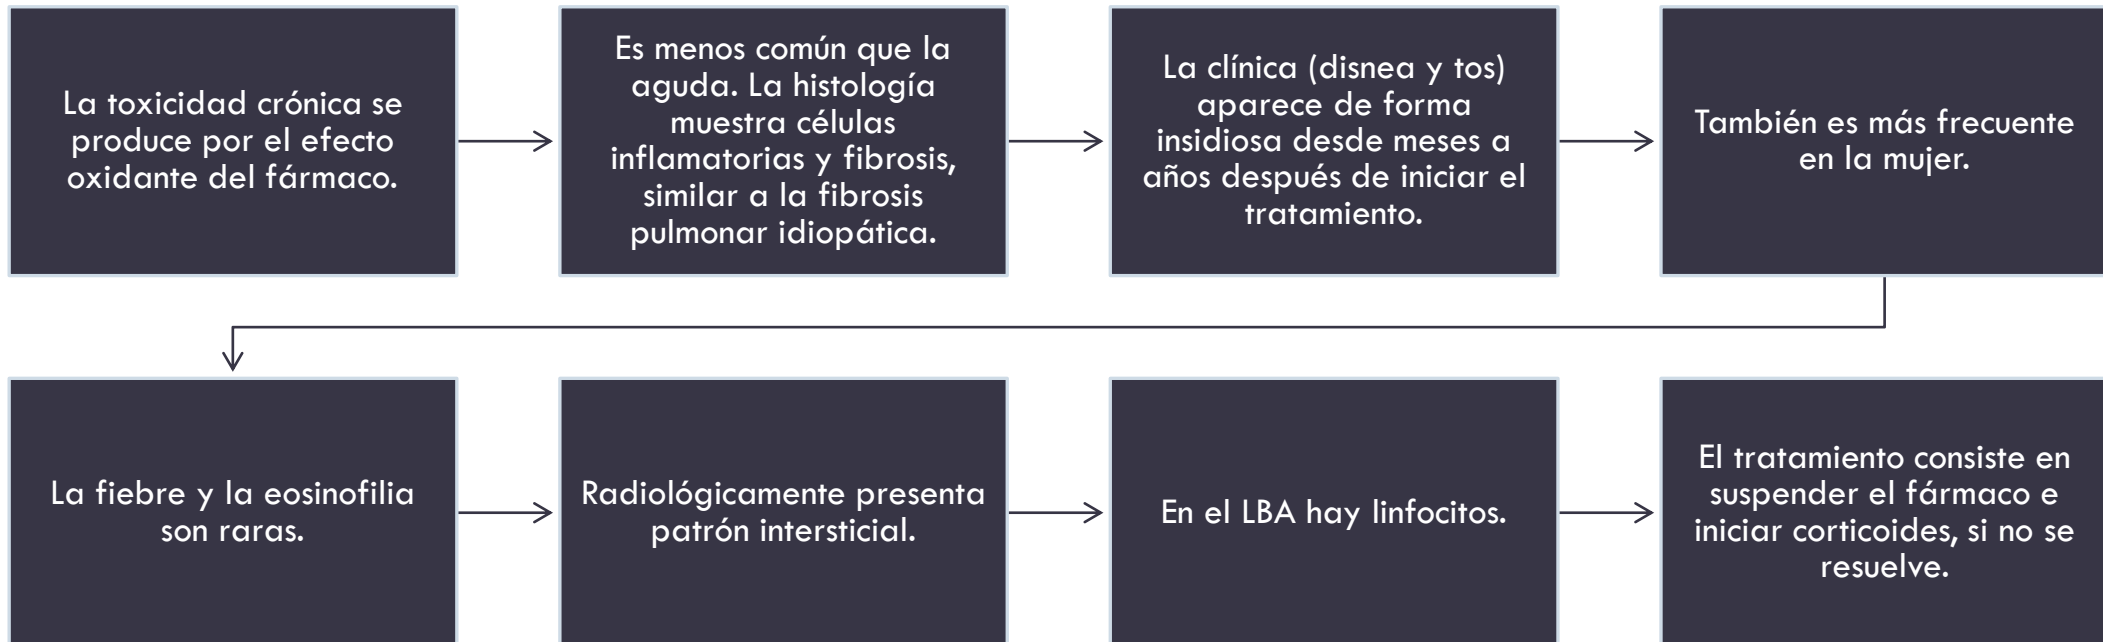 La toxicidad crónica se
produce por el efecto
oxidante del fármaco.
Es menos común que la
aguda. La histología
muestra células
inflamatorias y fibrosis,
similar a la fibrosis
pulmonar idiopática.
La clínica (disnea y tos)
aparece de forma
insidiosa desde meses a
años después de iniciar el
tratamiento.
También es más frecuente
en la mujer.
La fiebre y la eosinofilia
son raras.
Radiológicamente presenta
patrón intersticial.
En el LBA hay linfocitos.
El tratamiento consiste en
suspender el fármaco e
iniciar corticoides, si no se
resuelve.